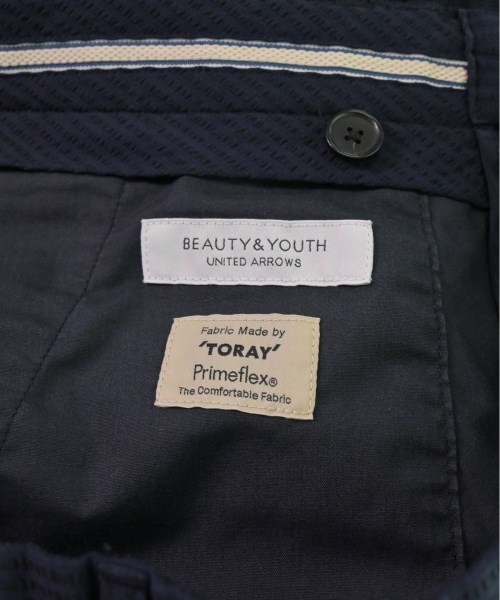 BEAUTY&YOUTH
UNITED ARROWS
Fabric Made by
'TORAY'
Primeflex®
The Comfortable Fabric